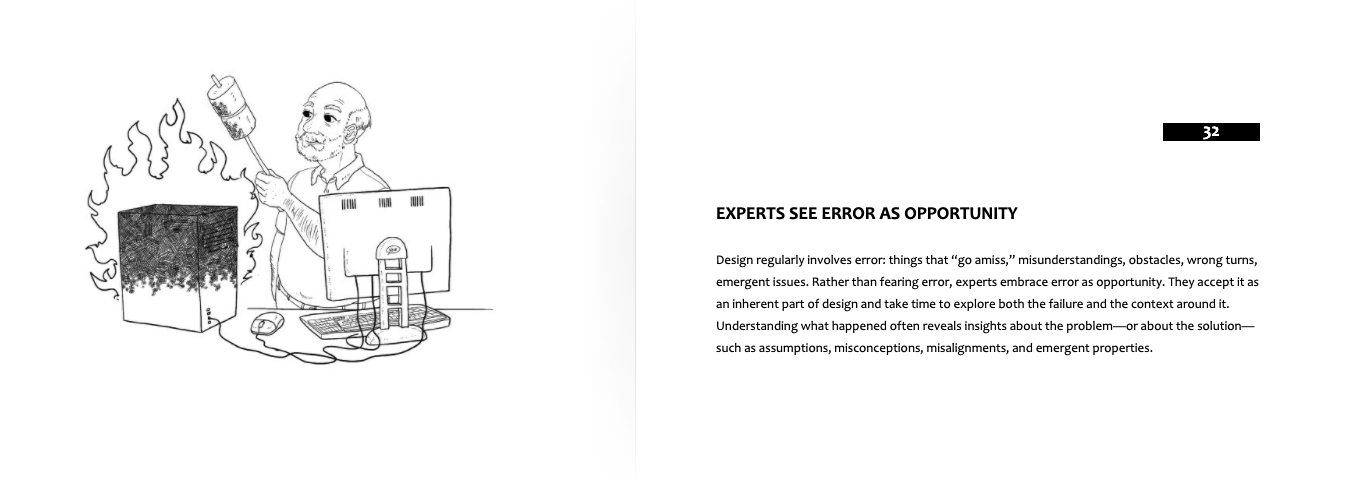 32
EXPERTS SEE ERROR AS OPPORTUNITY
Design regularly involves error: things that “go amiss,” misunderstandings, obstacles, wrong turns,
emergent issues. Rather than fearing error, experts embrace error as opportunity. They accept it as
an inherent part of design and take time to explore both the failure and the context around it.
Understanding what happened often reveals insights about the problem—or about the solution—
such as assumptions, misconceptions, misalignments, and emergent properties.